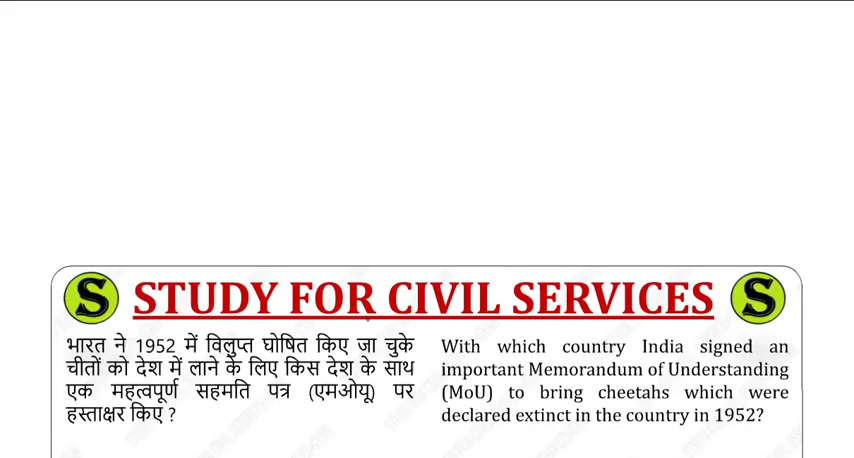 S STUDY FOR CIVIL SERVICES S
भारत ने 1952 में विलुप्त घोषित किए जा चुके
चीतों को देश में लाने के लिए किस देश के साथ
एक महत्वपूर्ण सहमति पत्र (एमओयू) पर
हस्ताक्षर किए ?
With which country India signed an
important Memorandum of Understanding
(MoU) to bring cheetahs which were
declared extinct in the country in 1952?